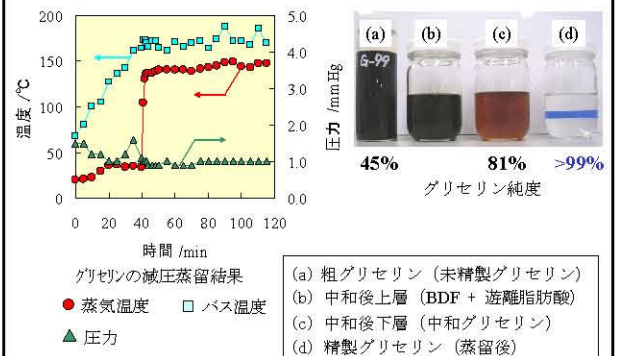 200
150
100
50
0
温度 /℃
5.0
4.0
3.0
2.0
1.0
0.0
圧力 /mmHg
0 20 40 60 80 100 120
時間 /min
グリセリンの減圧蒸留結果
● 蒸気温度 □ バス温度
▲ 圧力
(a) (b) (c) (d)
G-99
45% 81% >99%
グリセリン純度
(a) 粗グリセリン（未精製グリセリン）
(b) 中和後上層（BDF + 遊離脂肪酸）
(c) 中和後下層（中和グリセリン）
(d) 精製グリセリン（蒸留後）